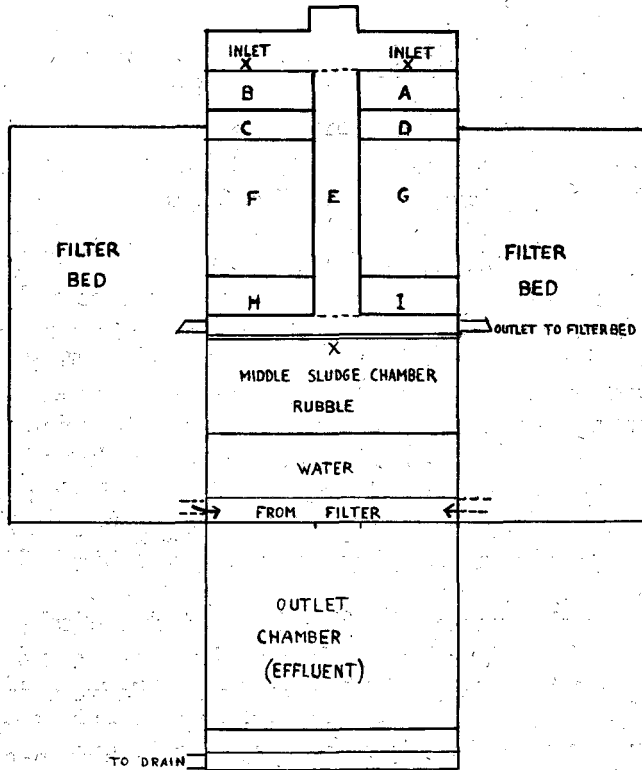 INLET INLET
X X
B A
C D
F E G
FILTER
BED
FILTER
BED
H I
OUTLET TO FILTERBED
X
MIDDLE SLUDGE CHAMBER
RUBBLE
WATER
FROM FILTER
OUTLET
CHAMBER
(EFFLUENT)
TO DRAIN